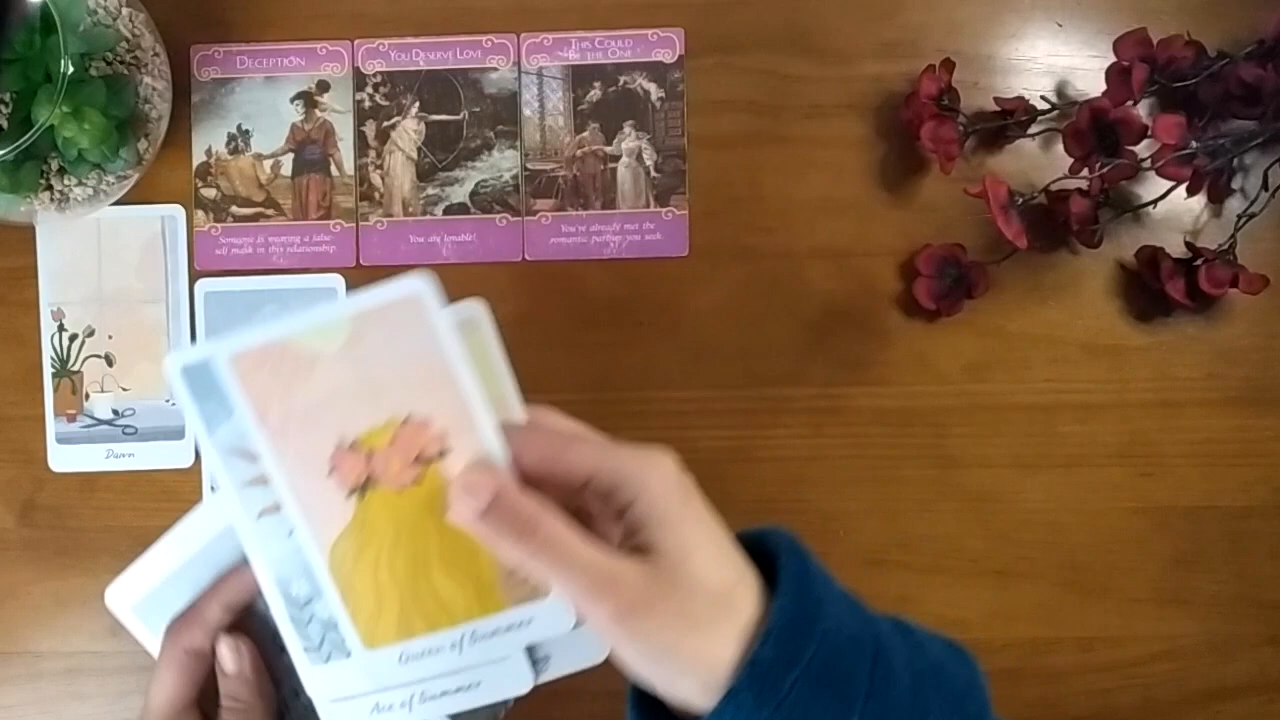 DECEPTION
Someone is wearing a false-
self mask in this relationship.
YOU DESERVE LOVE
You are lovable!
THIS COULD
BE THE ONE
You've already met the
romantic partner you seek.
Dawn
Queen of Summer
Ace of Summer